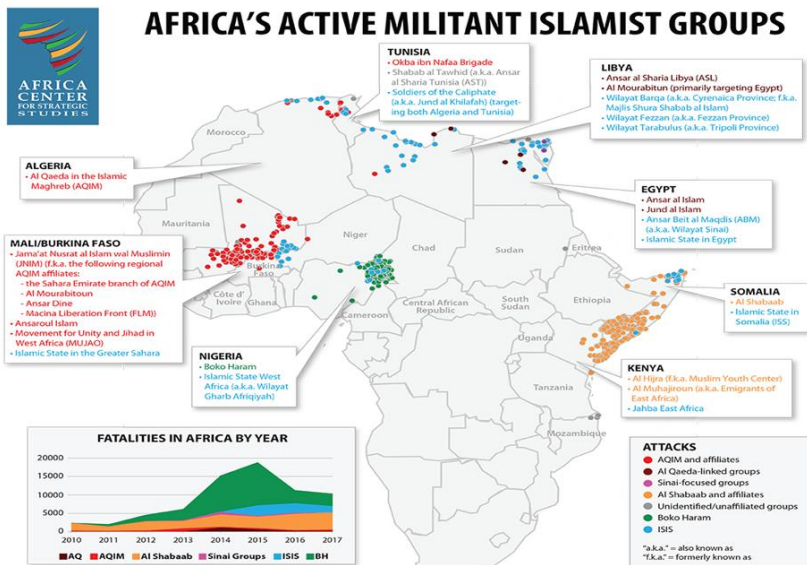 AFRICA'S ACTIVE MILITANT ISLAMIST GROUPS
AFRICA
CENTER
FOR STRATEGIC
STUDIES
TUNISIA
• Okba ibn Nafaa Brigade
• Shabab al Tawhid (a.k.a. Ansar
al Sharia Tunisia (AST))
• Soldiers of the Caliphate
(a.k.a. Jund al Khilafah) (target-
ing both Algeria and Tunisia)
LIBYA
• Ansar al Sharia Libya (ASL)
• Al Mourabitun (primarily targeting Egypt)
• Wilayat Barqa (a.k.a. Cyrenaica Province; f.k.a.
Majlis Shura Shabab al Islam)
• Wilayat Fezzan (a.k.a. Fezzan Province)
• Wilayat Tarabulus (a.k.a. Tripoli Province)
ALGERIA
• Al Qaeda in the Islamic
Maghreb (AQIM)
EGYPT
• Ansar al Islam
• Jund al Islam
• Ansar Beit al Maqdis (ABM)
(a.k.a. Wilayat Sinai)
• Islamic State in Egypt
MALI/BURKINA FASO
• Jama'at Nusrat al Islam wal Muslimin
(JNIM) (f.k.a. the following regional
AQIM affiliates:
- the Sahara Emirate branch of AQIM
- Al Mourabitoun
- Ansar Dine
- Macina Liberation Front (FLM))
• Ansaroul Islam
• Movement for Unity and Jihad in
West Africa (MUJAO)
• Islamic State in the Greater Sahara
SOMALIA
• Al Shabaab
• Islamic State in
Somalia (ISS)
NIGERIA
• Boko Haram
• Islamic State West
Africa (a.k.a. Wilayat
Gharb Afriqiyah)
KENYA
• Al Hijra (f.k.a. Muslim Youth Center)
• Al Muhajiroun (a.k.a. Emigrants of
East Africa)
• Jahba East Africa
Morocco
Mauritania
Niger
Chad
Sudan
Eritrea
Burkina
Faso
Côte d'
Ivoire
Ghana
Cameroon
Central African
Republic
South
Sudan
Ethiopia
Uganda
Tanzania
Mozambique
FATALITIES IN AFRICA BY YEAR
20000
15000
10000
5000
0
2010 2011 2012 2013 2014 2015 2016 2017
AQ AQIM Al Shabaab Sinai Groups ISIS BH
ATTACKS
AQIM and affiliates
Al Qaeda-linked groups
Sinai-focused groups
Al Shabaab and affiliates
Unidentified/unaffiliated groups
Boko Haram
ISIS
"a.k.a." = also known as
"f.k.a." = formerly known as